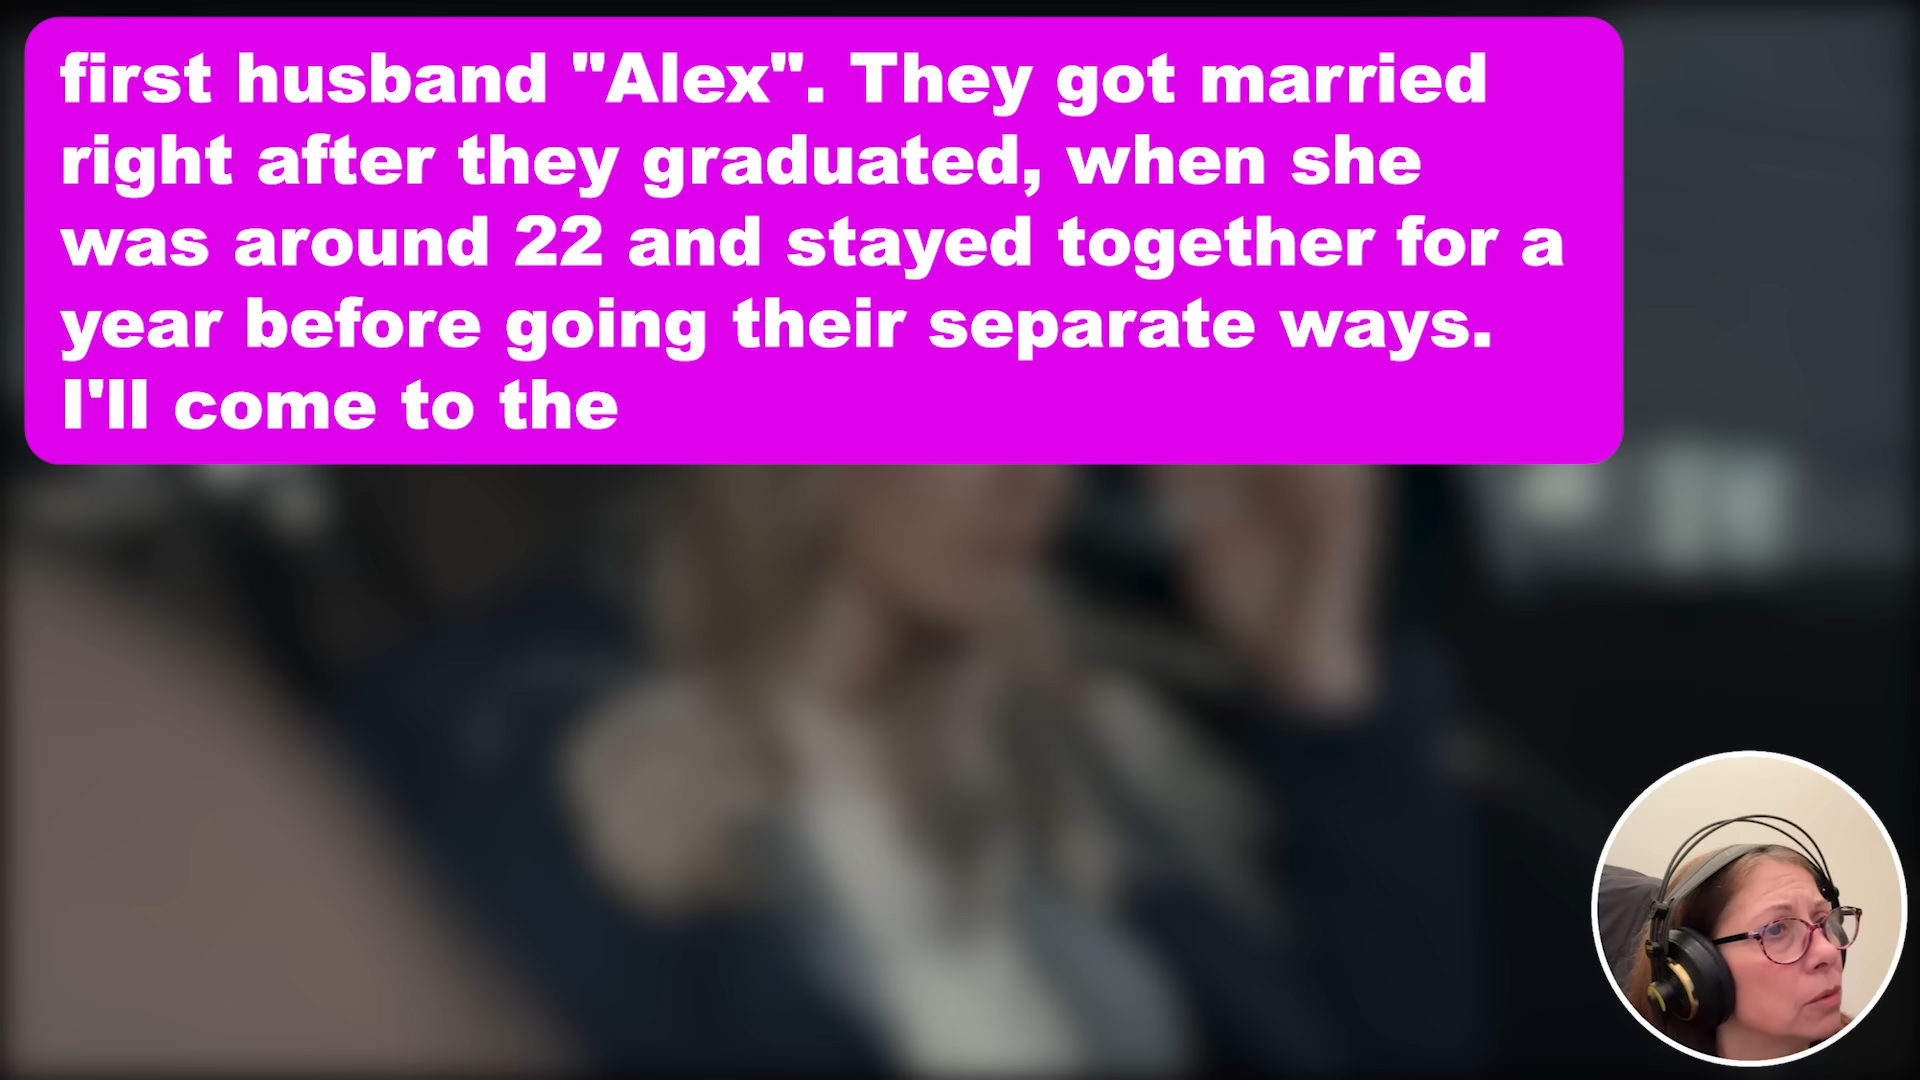 first husband "Alex". They got married
right after they graduated, when she
was around 22 and stayed together for a
year before going their separate ways.
I'll come to the